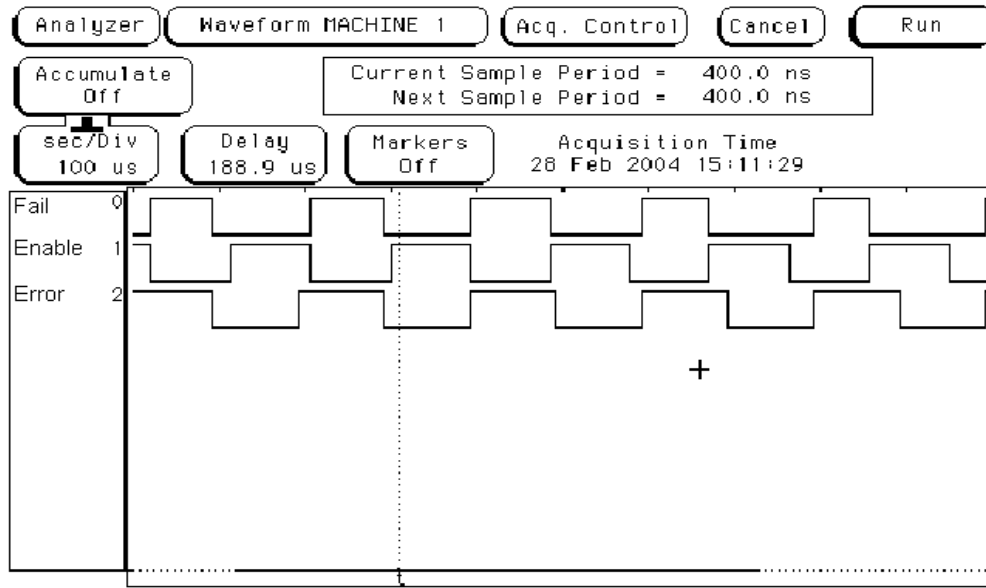 Analyzer Waveform MACHINE 1 Acq. Control Cancel Run
Accumulate
Off
Current Sample Period = 400.0 ns
Next Sample Period = 400.0 ns
sec/Div
100 us
Delay
188.9 us
Markers
Off
Acquisition Time
28 Feb 2004 15:11:29
Fail 0
Enable 1
Error 2
t